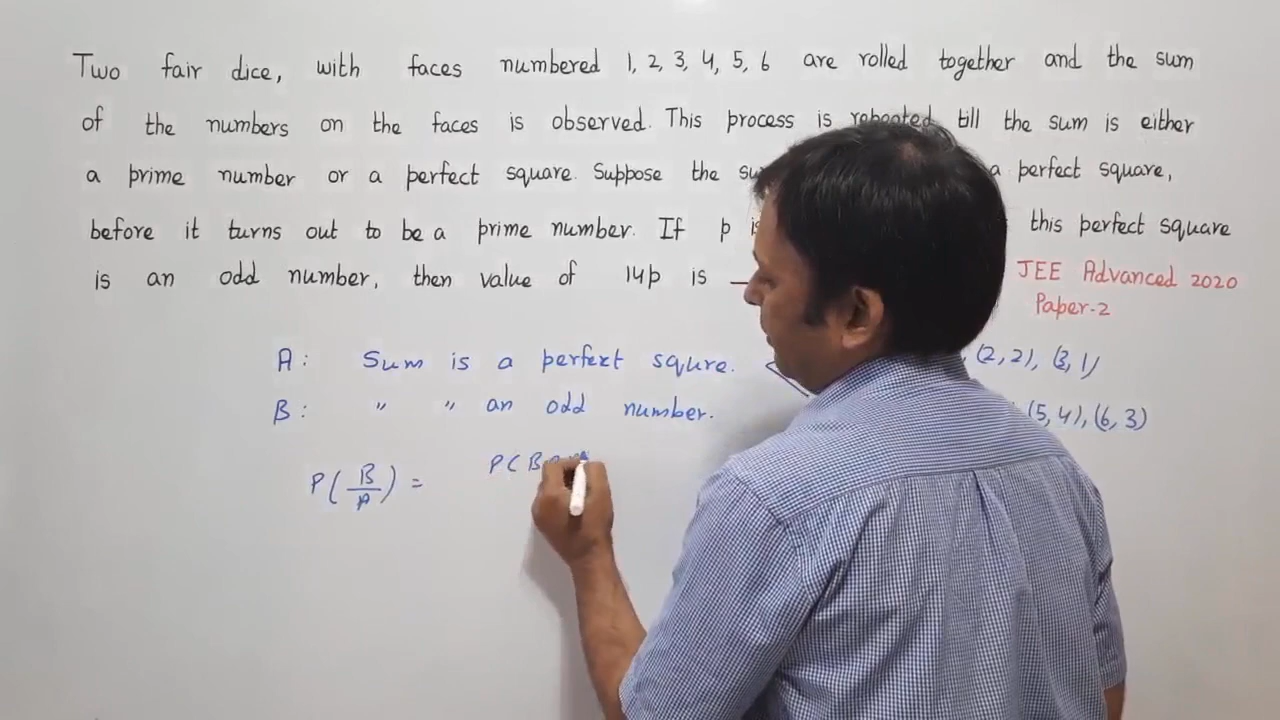 Two fair dice, with faces numbered 1, 2, 3, 4, 5, 6 are rolled together and the sum
of the numbers on the faces is observed. This process is repeated till the sum is either
a prime number or a perfect square. Suppose the a perfect square,
before it turns out to be a prime number. If p this perfect square
is an odd number, then value of 14p is
JEE Advanced 2020
Paper-2
A: Sum is a perfect squre. (2, 2), (3, 1)
B: " " an odd number. (5, 4), (6, 3)
P(B/A) = P(B